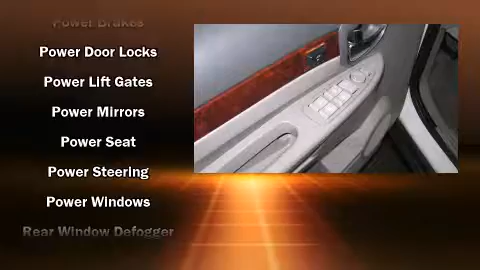 Power Brakes
Power Door Locks
Power Lift Gates
Power Mirrors
Power Seat
Power Steering
Power Windows
Rear Window Defogger